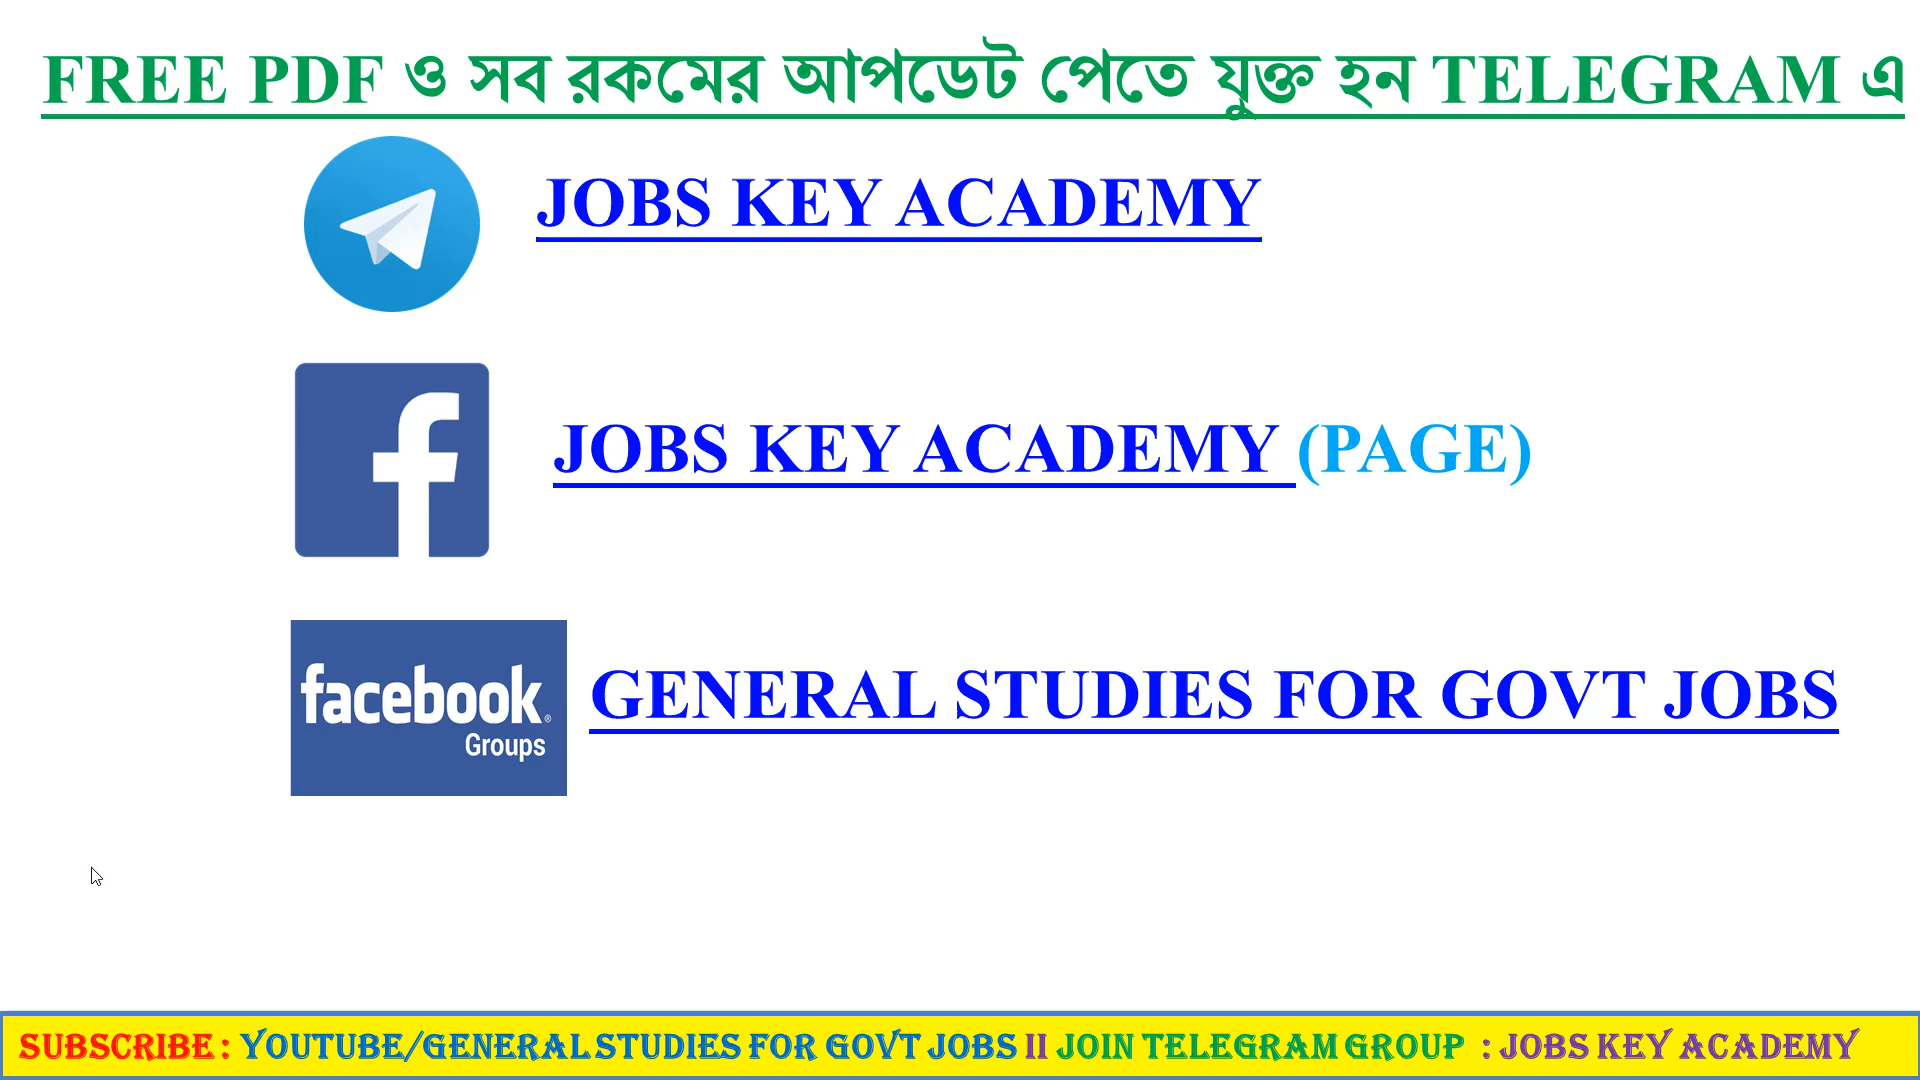 FREE PDF ও সব রকমের আপডেট পেতে যুক্ত হন TELEGRAM এ
JOBS KEY ACADEMY
JOBS KEY ACADEMY (PAGE)
facebook®
Groups
GENERAL STUDIES FOR GOVT JOBS
SUBSCRIBE : YOUTUBE/GENERAL STUDIES FOR GOVT JOBS II JOIN TELEGRAM GROUP : JOBS KEY ACADEMY